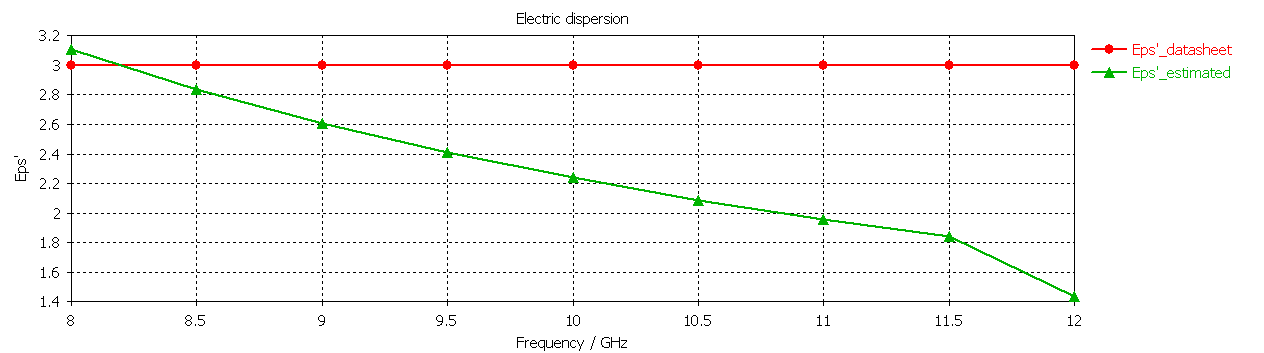 Electric dispersion
3.2
3
2.8
2.6
2.4
2.2
2
1.8
1.6
1.4
Eps'
8 8.5 9 9.5 10 10.5 11 11.5 12
Frequency / GHz
Eps'_datasheet
Eps'_estimated